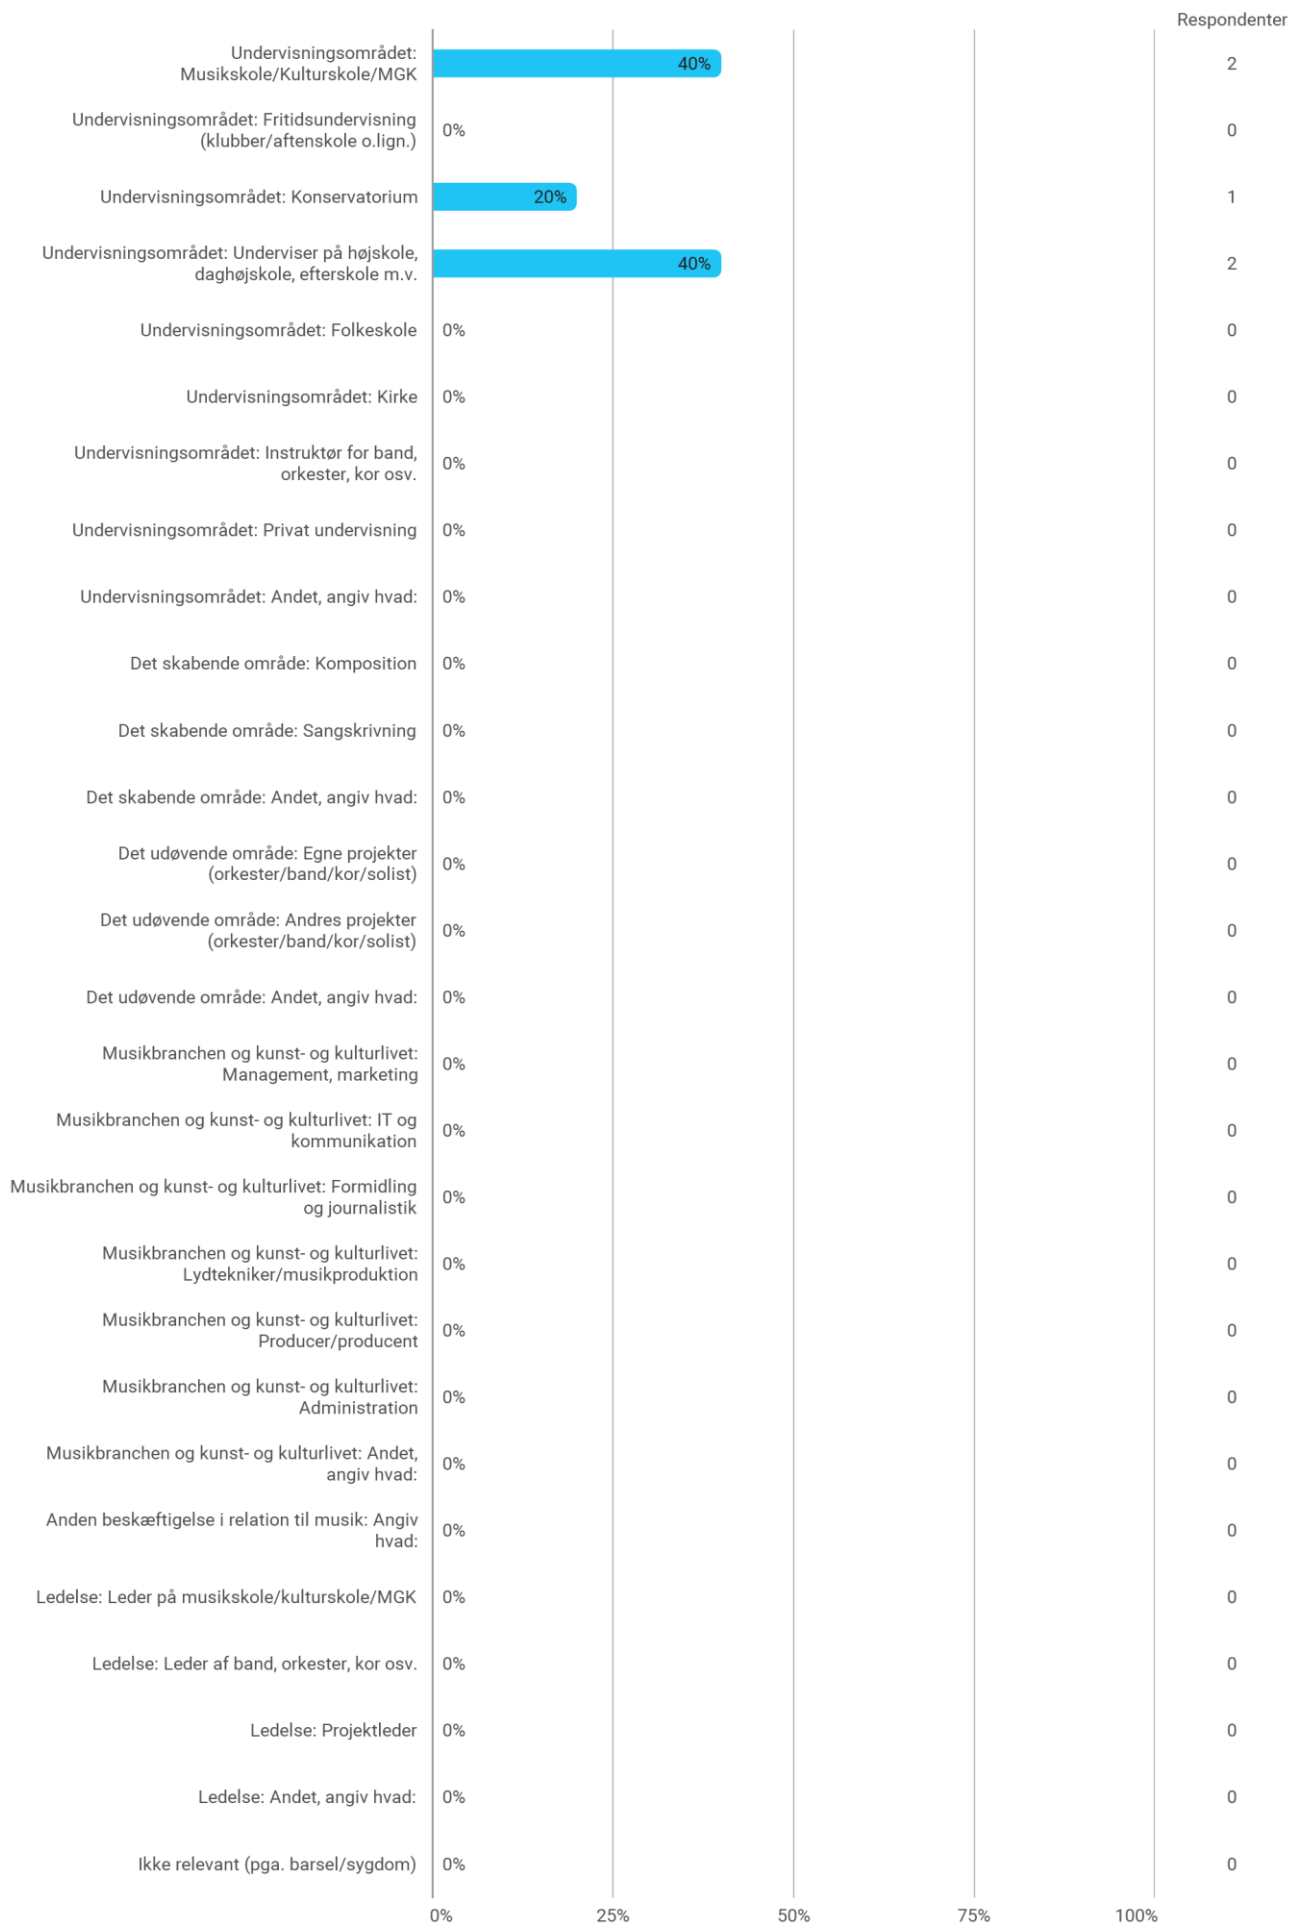 Respondenter
Undervisningsområdet:
Musikskole/Kulturskole/MGK
40%
2
Undervisningsområdet: Fritidsundervisning
(klubber/aftenskole o.lign.)
0%
0
Undervisningsområdet: Konservatorium
20%
1
Undervisningsområdet: Underviser på højskole,
daghøjskole, efterskole m.v.
40%
2
Undervisningsområdet: Folkeskole
0%
0
Undervisningsområdet: Kirke
0%
0
Undervisningsområdet: Instruktør for band,
orkester, kor osv.
0%
0
Undervisningsområdet: Privat undervisning
0%
0
Undervisningsområdet: Andet, angiv hvad:
0%
0
Det skabende område: Komposition
0%
0
Det skabende område: Sangskrivning
0%
0
Det skabende område: Andet, angiv hvad:
0%
0
Det udøvende område: Egne projekter
(orkester/band/kor/solist)
0%
0
Det udøvende område: Andres projekter
(orkester/band/kor/solist)
0%
0
Det udøvende område: Andet, angiv hvad:
0%
0
Musikbranchen og kunst- og kulturlivet:
Management, marketing
0%
0
Musikbranchen og kunst- og kulturlivet: IT og
kommunikation
0%
0
Musikbranchen og kunst- og kulturlivet: Formidling
og journalistik
0%
0
Musikbranchen og kunst- og kulturlivet:
Lydtekniker/musikproduktion
0%
0
Musikbranchen og kunst- og kulturlivet:
Producer/producent
0%
0
Musikbranchen og kunst- og kulturlivet:
Administration
0%
0
Musikbranchen og kunst- og kulturlivet: Andet,
angiv hvad:
0%
0
Anden beskæftigelse i relation til musik: Angiv
hvad:
0%
0
Ledelse: Leder på musikskole/kulturskole/MGK
0%
0
Ledelse: Leder af band, orkester, kor osv.
0%
0
Ledelse: Projektleder
0%
0
Ledelse: Andet, angiv hvad:
0%
0
Ikke relevant (pga. barsel/sygdom)
0%
0
0% 25% 50% 75% 100%